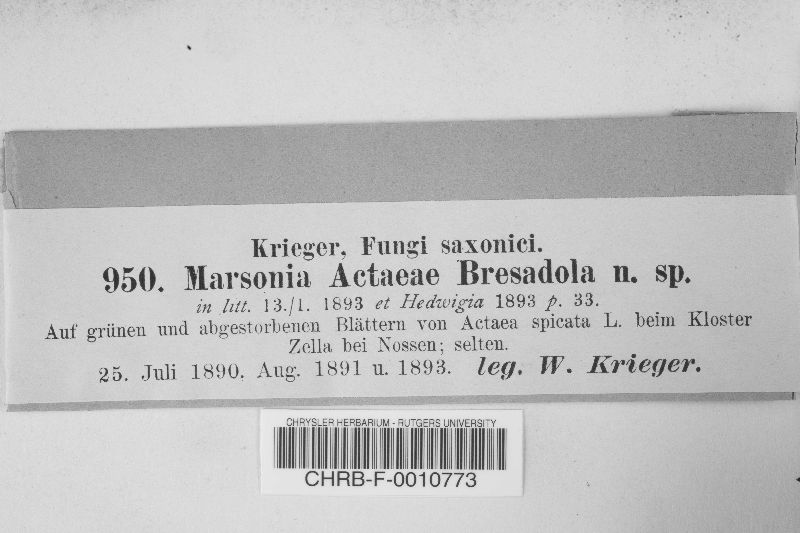 Krieger, Fungi saxonici.
950. Marsonia Actaeae Bresadola n. sp.
in litt. 13./1. 1893 et Hedwigia 1893 p. 33.
Auf grünen und abgestorbenen Blättern von Actaea spicata L. beim Kloster
Zella bei Nossen; selten.
25. Juli 1890, Aug. 1891 u. 1893. leg. W. Krieger.
CHRYSLER HERBARIUM - RUTGERS UNIVERSITY
CHRB-F-0010773